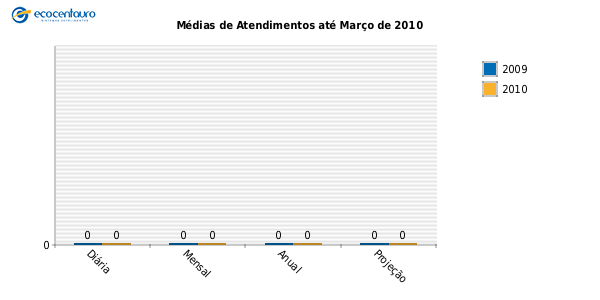 ecocentauro
Médias de Atendimentos até Março de 2010
2009
2010
0 0 0 0 0 0 0 0
0
Diária
Mensal
Anual
Projeção